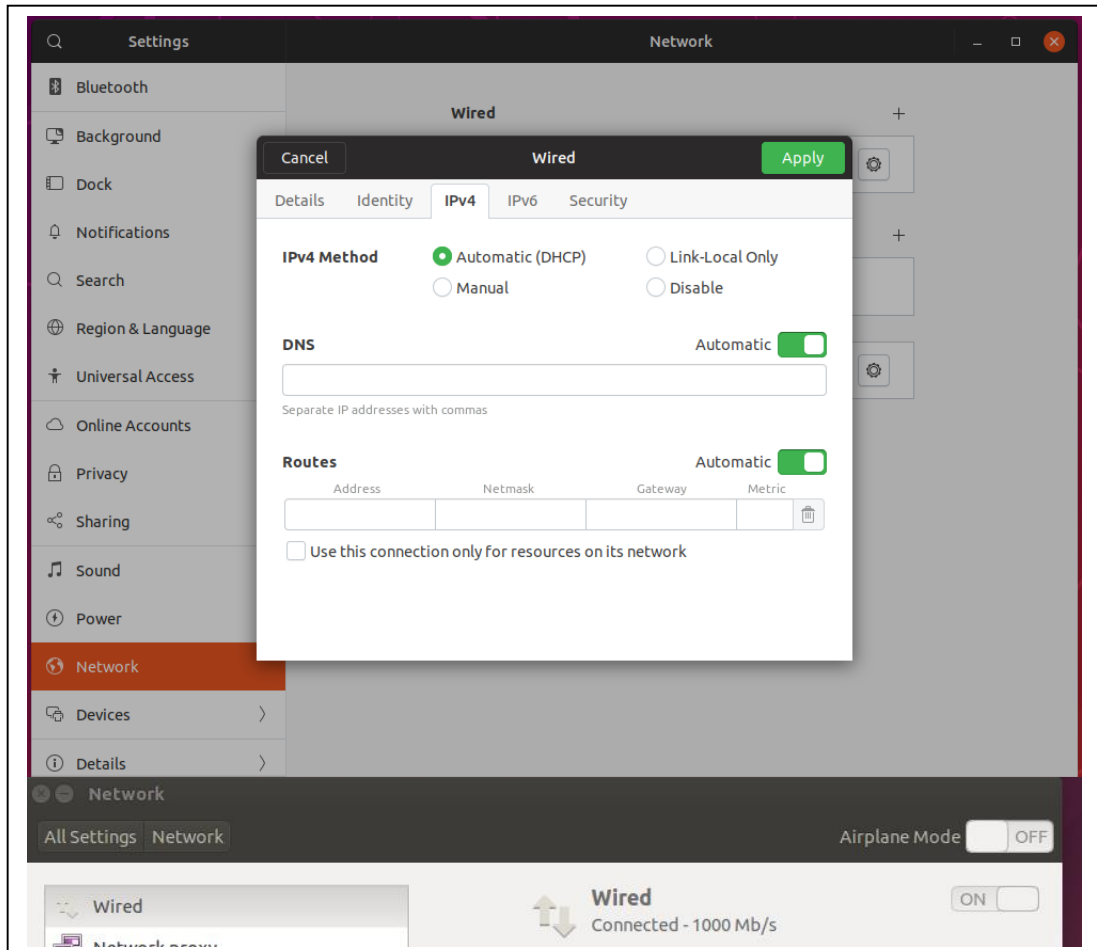 Settings
Network
Bluetooth
Background
Dock
Notifications
Search
Region & Language
Universal Access
Online Accounts
Privacy
Sharing
Sound
Power
Network
Devices
Details
Wired
Cancel
Wired
Apply
Details Identity IPv4 IPv6 Security
IPv4 Method
Automatic (DHCP)
Link-Local Only
Manual
Disable
DNS
Automatic
Separate IP addresses with commas
Routes
Automatic
Address Netmask Gateway Metric
Use this connection only for resources on its network
Network
All Settings Network
Airplane Mode OFF
Wired
Wired
ON
Connected - 1000 Mb/s
Network proxy